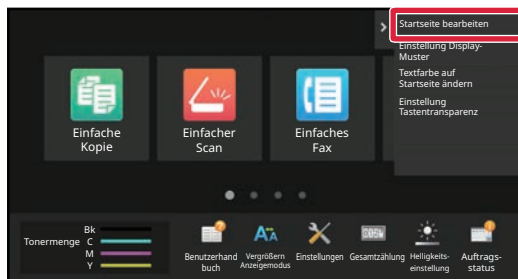 Startseite bearbeiten
Einstellung Display-
Muster
Textfarbe auf
Startseite ändern
Einstellung
Tastentransparenz
Einfache
Kopie
Einfacher
Scan
Einfaches
Fax
Tonermenge
Bk
C
M
Y
Benutzerhand
buch
Vergrößern
Anzeigemodus
Einstellungen
Gesamtzählung
Helligkeits-
einstellung
Auftrags-
status